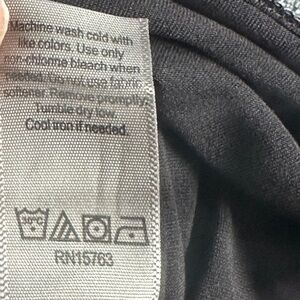 Machine wash cold with
like colors. Use only
non-chlorine bleach when
needed. Do not use fabric
softener. Remove promptly.
Tumble dry low.
Cool iron if needed.
RN15763